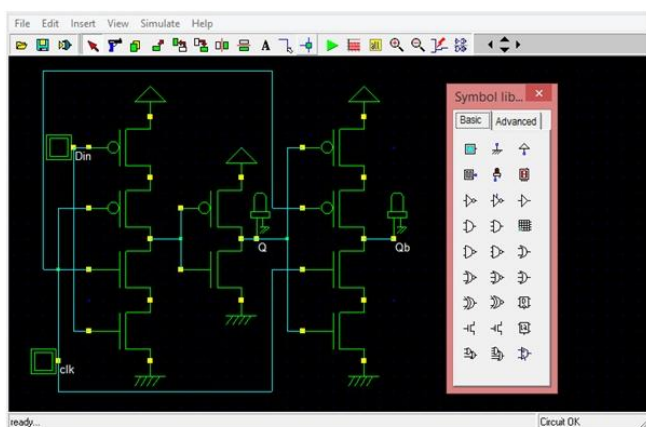 File Edit Insert View Simulate Help
A
Symbol lib...
Basic Advanced
Din
Q
Qb
clk
ready...
Circuit OK